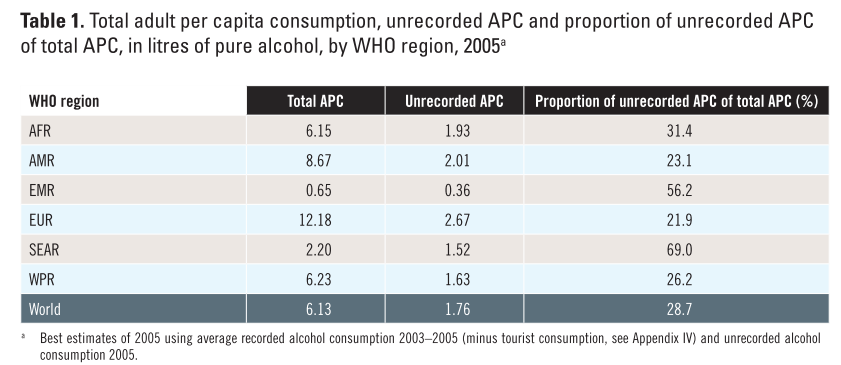 Table 1. Total adult per capita consumption, unrecorded APC and proportion of unrecorded APC
of total APC, in litres of pure alcohol, by WHO region, 2005a
WHO region Total APC Unrecorded APC Proportion of unrecorded APC of total APC (%)
AFR 6.15 1.93 31.4
AMR 8.67 2.01 23.1
EMR 0.65 0.36 56.2
EUR 12.18 2.67 21.9
SEAR 2.20 1.52 69.0
WPR 6.23 1.63 26.2
World 6.13 1.76 28.7
a Best estimates of 2005 using average recorded alcohol consumption 2003–2005 (minus tourist consumption, see Appendix IV) and unrecorded alcohol
consumption 2005.